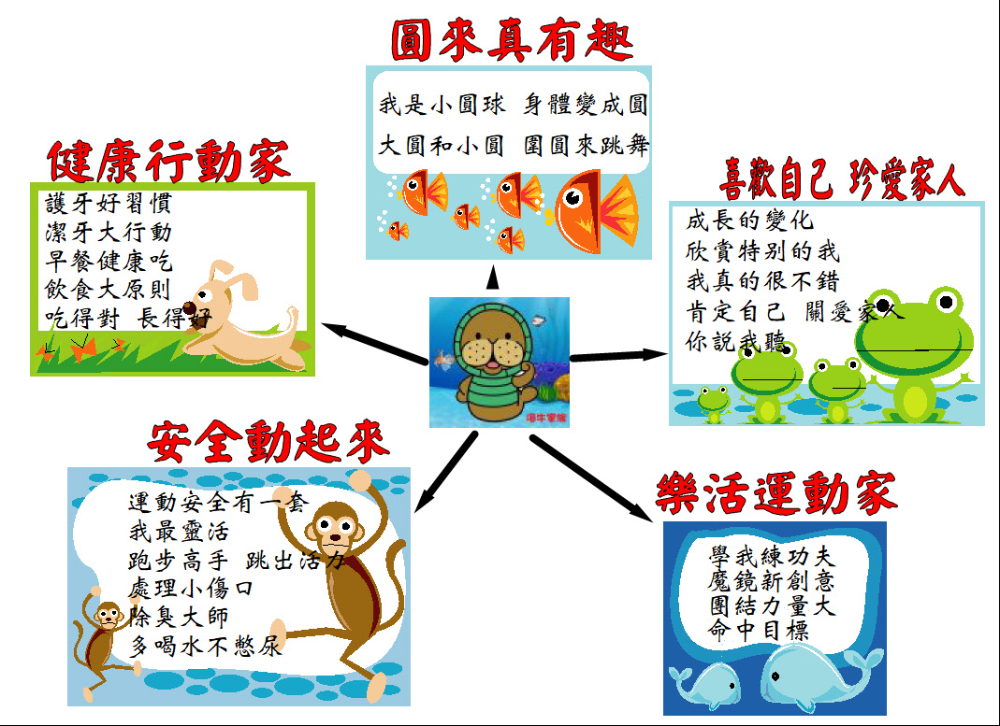 圓來真有趣
我是小圓球 身體變成圓
大圓和小圓 圍圓來跳舞
健康行動家
護牙好習慣
潔牙大行動
早餐健康吃
飲食大原則
吃得對 長得好
喜歡自己 珍愛家人
成長的變化
欣賞特別的我
我真的很不錯
肯定自己 關愛家人
你說我聽
海牛家族
安全動起來
運動安全有一套
我最靈活
跑步高手 跳出活力
處理小傷口
除臭大師
多喝水不憋尿
樂活運動家
學我練功夫
魔鏡新創意
團結力量大
命中目標